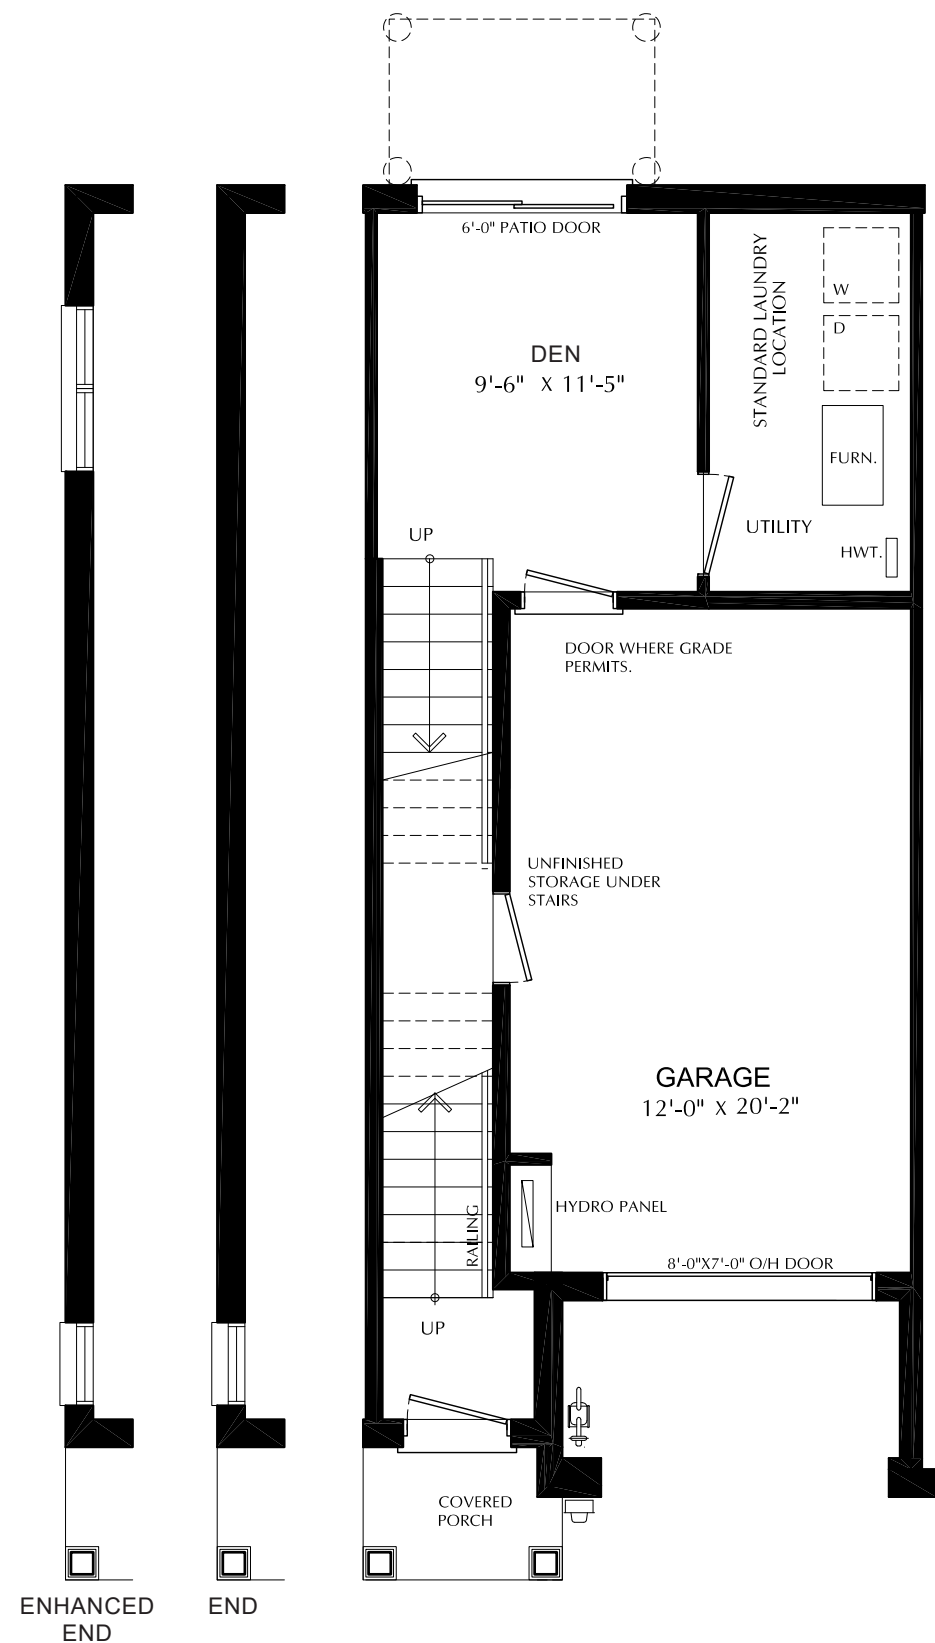 6'-0" PATIO DOOR
STANDARD LAUNDRY
LOCATION
W
D
DEN
9'-6" X 11'-5"
FURN.
UP
UTILITY
HWT.
DOOR WHERE GRADE
PERMITS.
UNFINISHED
STORAGE UNDER
STAIRS
GARAGE
12'-0" X 20'-2"
RAILING
HYDRO PANEL
8'-0"X7'-0" O/H DOOR
UP
COVERED
PORCH
ENHANCED
END
END